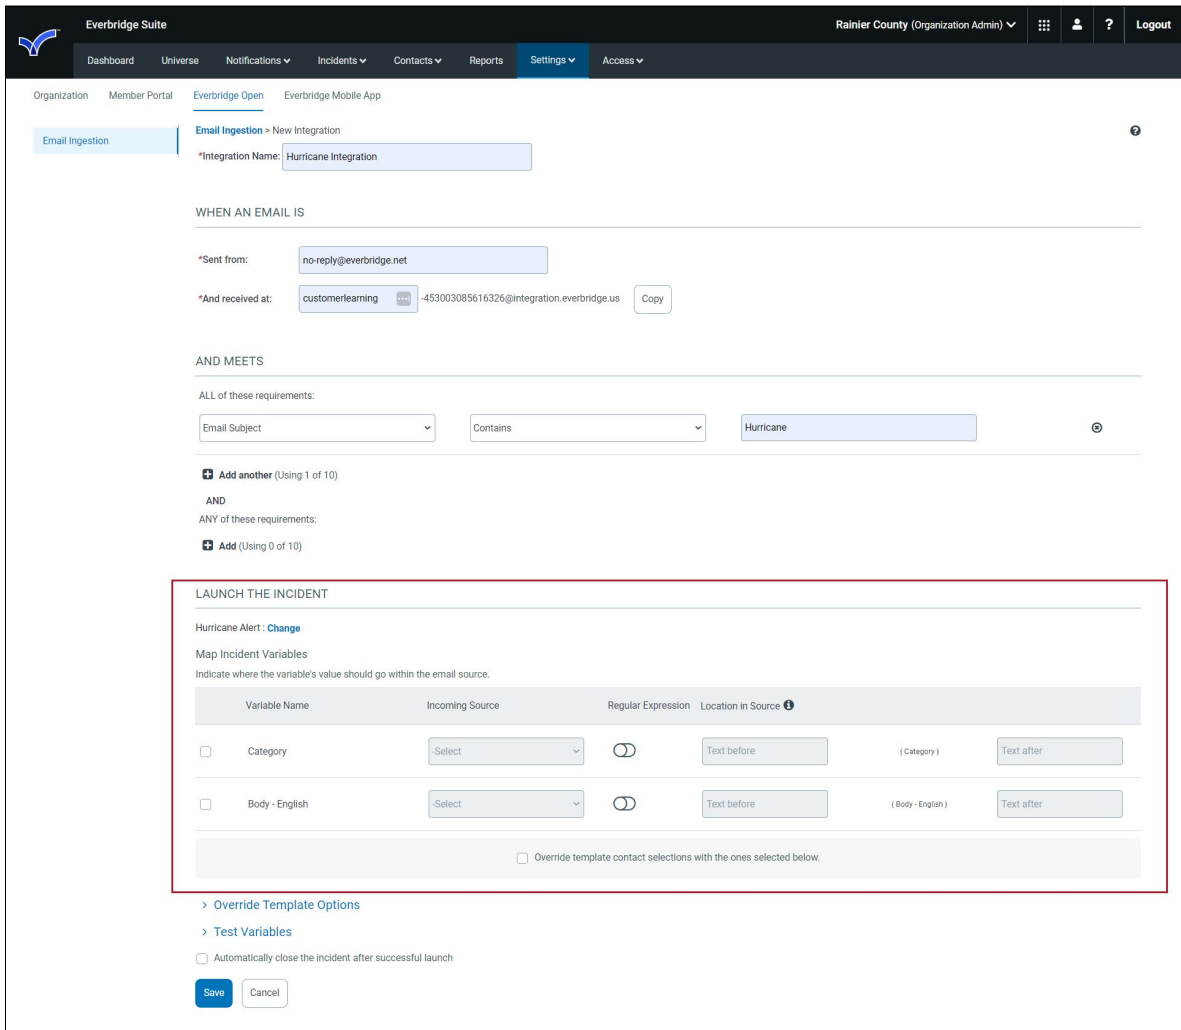 Everbridge Suite
Rainier County (Organization Admin)
?
Logout
Dashboard Universe Notifications Incidents Contacts Reports Settings Access
Organization Member Portal Everbridge Open Everbridge Mobile App
Email Ingestion
Email Ingestion > New Integration
?
*Integration Name: Hurricane Integration
WHEN AN EMAIL IS
*Sent from: no-reply@everbridge.net
*And received at: customerlearning -453003085616326@integration.everbridge.us Copy
AND MEETS
ALL of these requirements:
Email Subject Contains Hurricane
Add another (Using 1 of 10)
AND
ANY of these requirements:
Add (Using 0 of 10)
LAUNCH THE INCIDENT
Hurricane Alert : Change
Map Incident Variables
Indicate where the variable's value should go within the email source.
Variable Name Incoming Source Regular Expression Location in Source
Category -Select Text before ( Category ) Text after
Body - English -Select Text before ( Body - English ) Text after
Override template contact selections with the ones selected below.
> Override Template Options
> Test Variables
Automatically close the incident after successful launch
Save Cancel